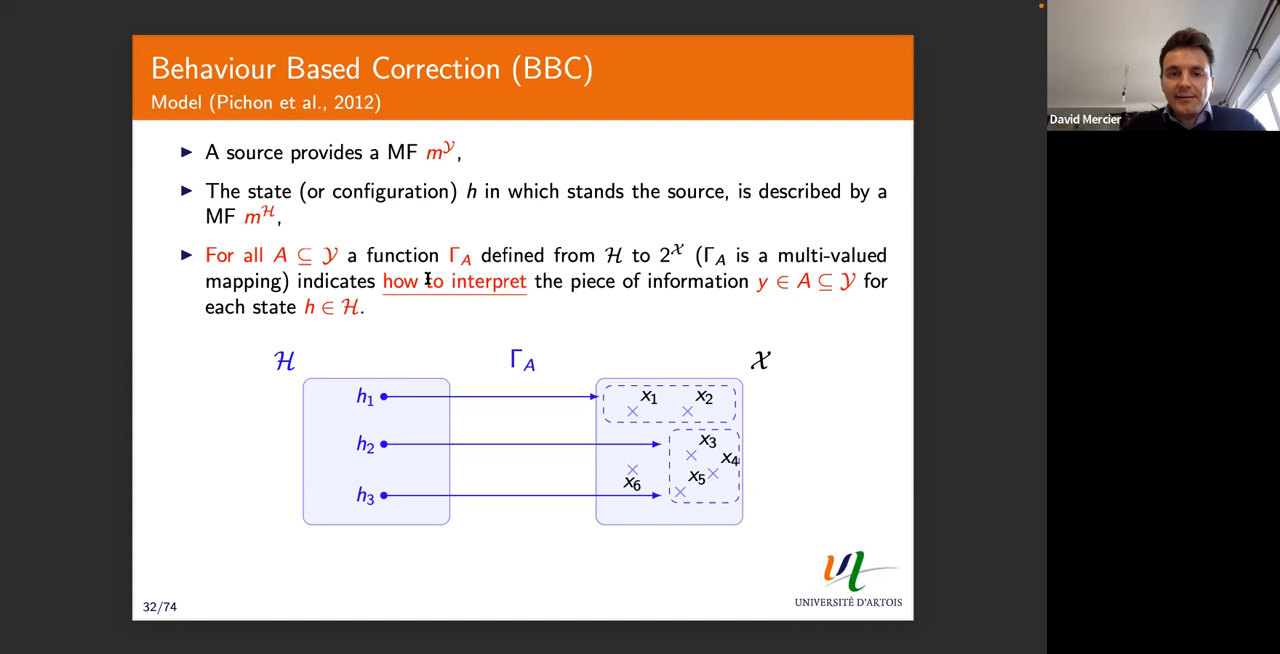 Behaviour Based Correction (BBC)
Model (Pichon et al., 2012)
▶ A source provides a MF m^𝒴,
▶ The state (or configuration) h in which stands the source, is described by a
MF m^ℋ,
▶ For all A ⊆ 𝒴 a function Γ_A defined from ℋ to 2^𝒳 (Γ_A is a multi-valued
mapping) indicates how to interpret the piece of information y ∈ A ⊆ 𝒴 for
each state h ∈ ℋ.
ℋ Γ_A 𝒳
h₁ x₁ x₂
h₂ x₃
x₄
x₅
x₆
h₃
UNIVERSITÉ D'ARTOIS
32/74
David Mercier